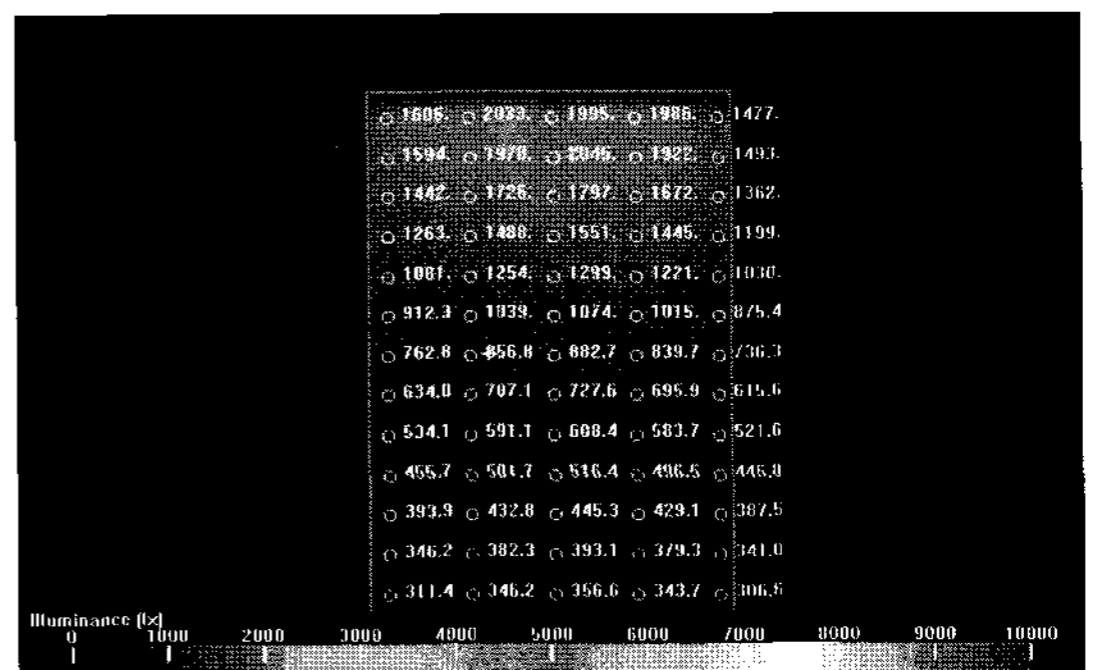 1606. 2033. 1995. 1986. 1477.
1594. 1970. 2045. 1922. 1493.
1442. 1726. 1797. 1672. 1362.
1263. 1488. 1551. 1445. 1199.
1081. 1254. 1299. 1221. 1030.
912.3 1039. 1074. 1015. 875.4
762.8 856.8 882.7 839.7 736.3
634.0 707.1 727.6 695.9 615.6
534.1 591.1 608.4 583.7 521.6
455.7 501.7 516.4 496.5 446.8
393.9 432.8 445.3 429.1 387.5
346.2 382.3 393.1 379.3 341.0
311.4 346.2 356.6 343.7 306.8
Illuminance (lx)
0 1000 2000 3000 4000 5000 6000 7000 8000 9000 10000